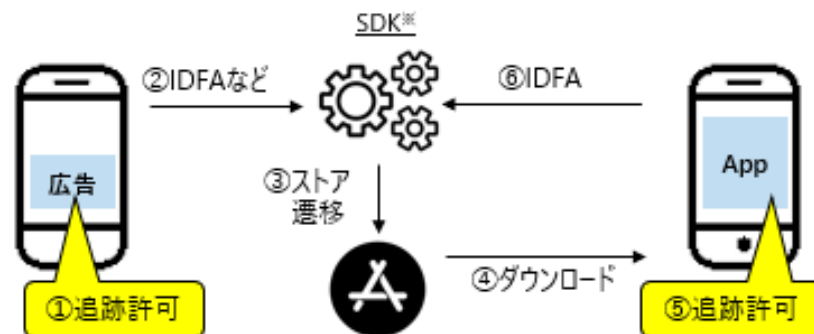 SDK※
②IDFAなど
⑥IDFA
広告
App
③ストア
遷移
④ダウンロード
①追跡許可
⑤追跡許可